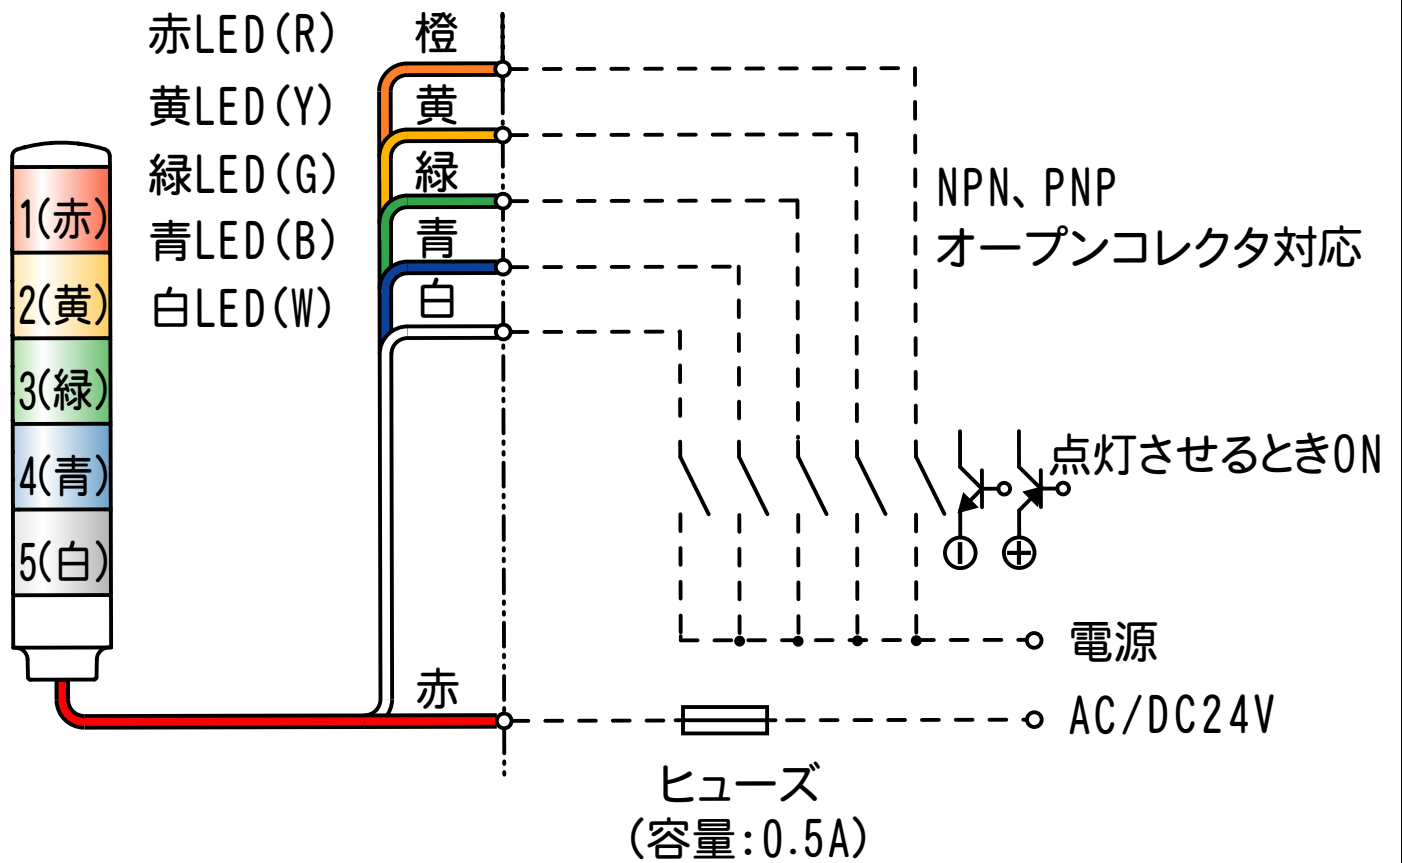 赤LED(R)
橙
黄LED(Y)
黄
緑LED(G)
緑
青LED(B)
青
白LED(W)
白
1(赤)
2(黄)
3(緑)
4(青)
5(白)
NPN、PNP
オープンコレクタ対応
点灯させるときON
電源
赤
AC/DC24V
ヒューズ
(容量:0.5A)